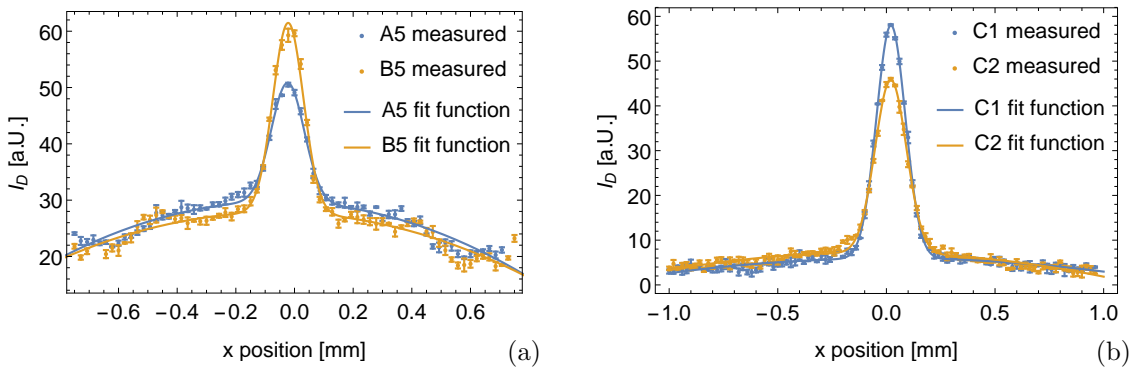 A5 measured
B5 measured
A5 fit function
B5 fit function
60
50
40
30
20
I_D [a.U.]
−0.6 −0.4 −0.2 0.0 0.2 0.4 0.6
x position [mm]
(a)
C1 measured
C2 measured
C1 fit function
C2 fit function
60
50
40
30
20
10
0
I_D [a.U.]
−1.0 −0.5 0.0 0.5 1.0
x position [mm]
(b)